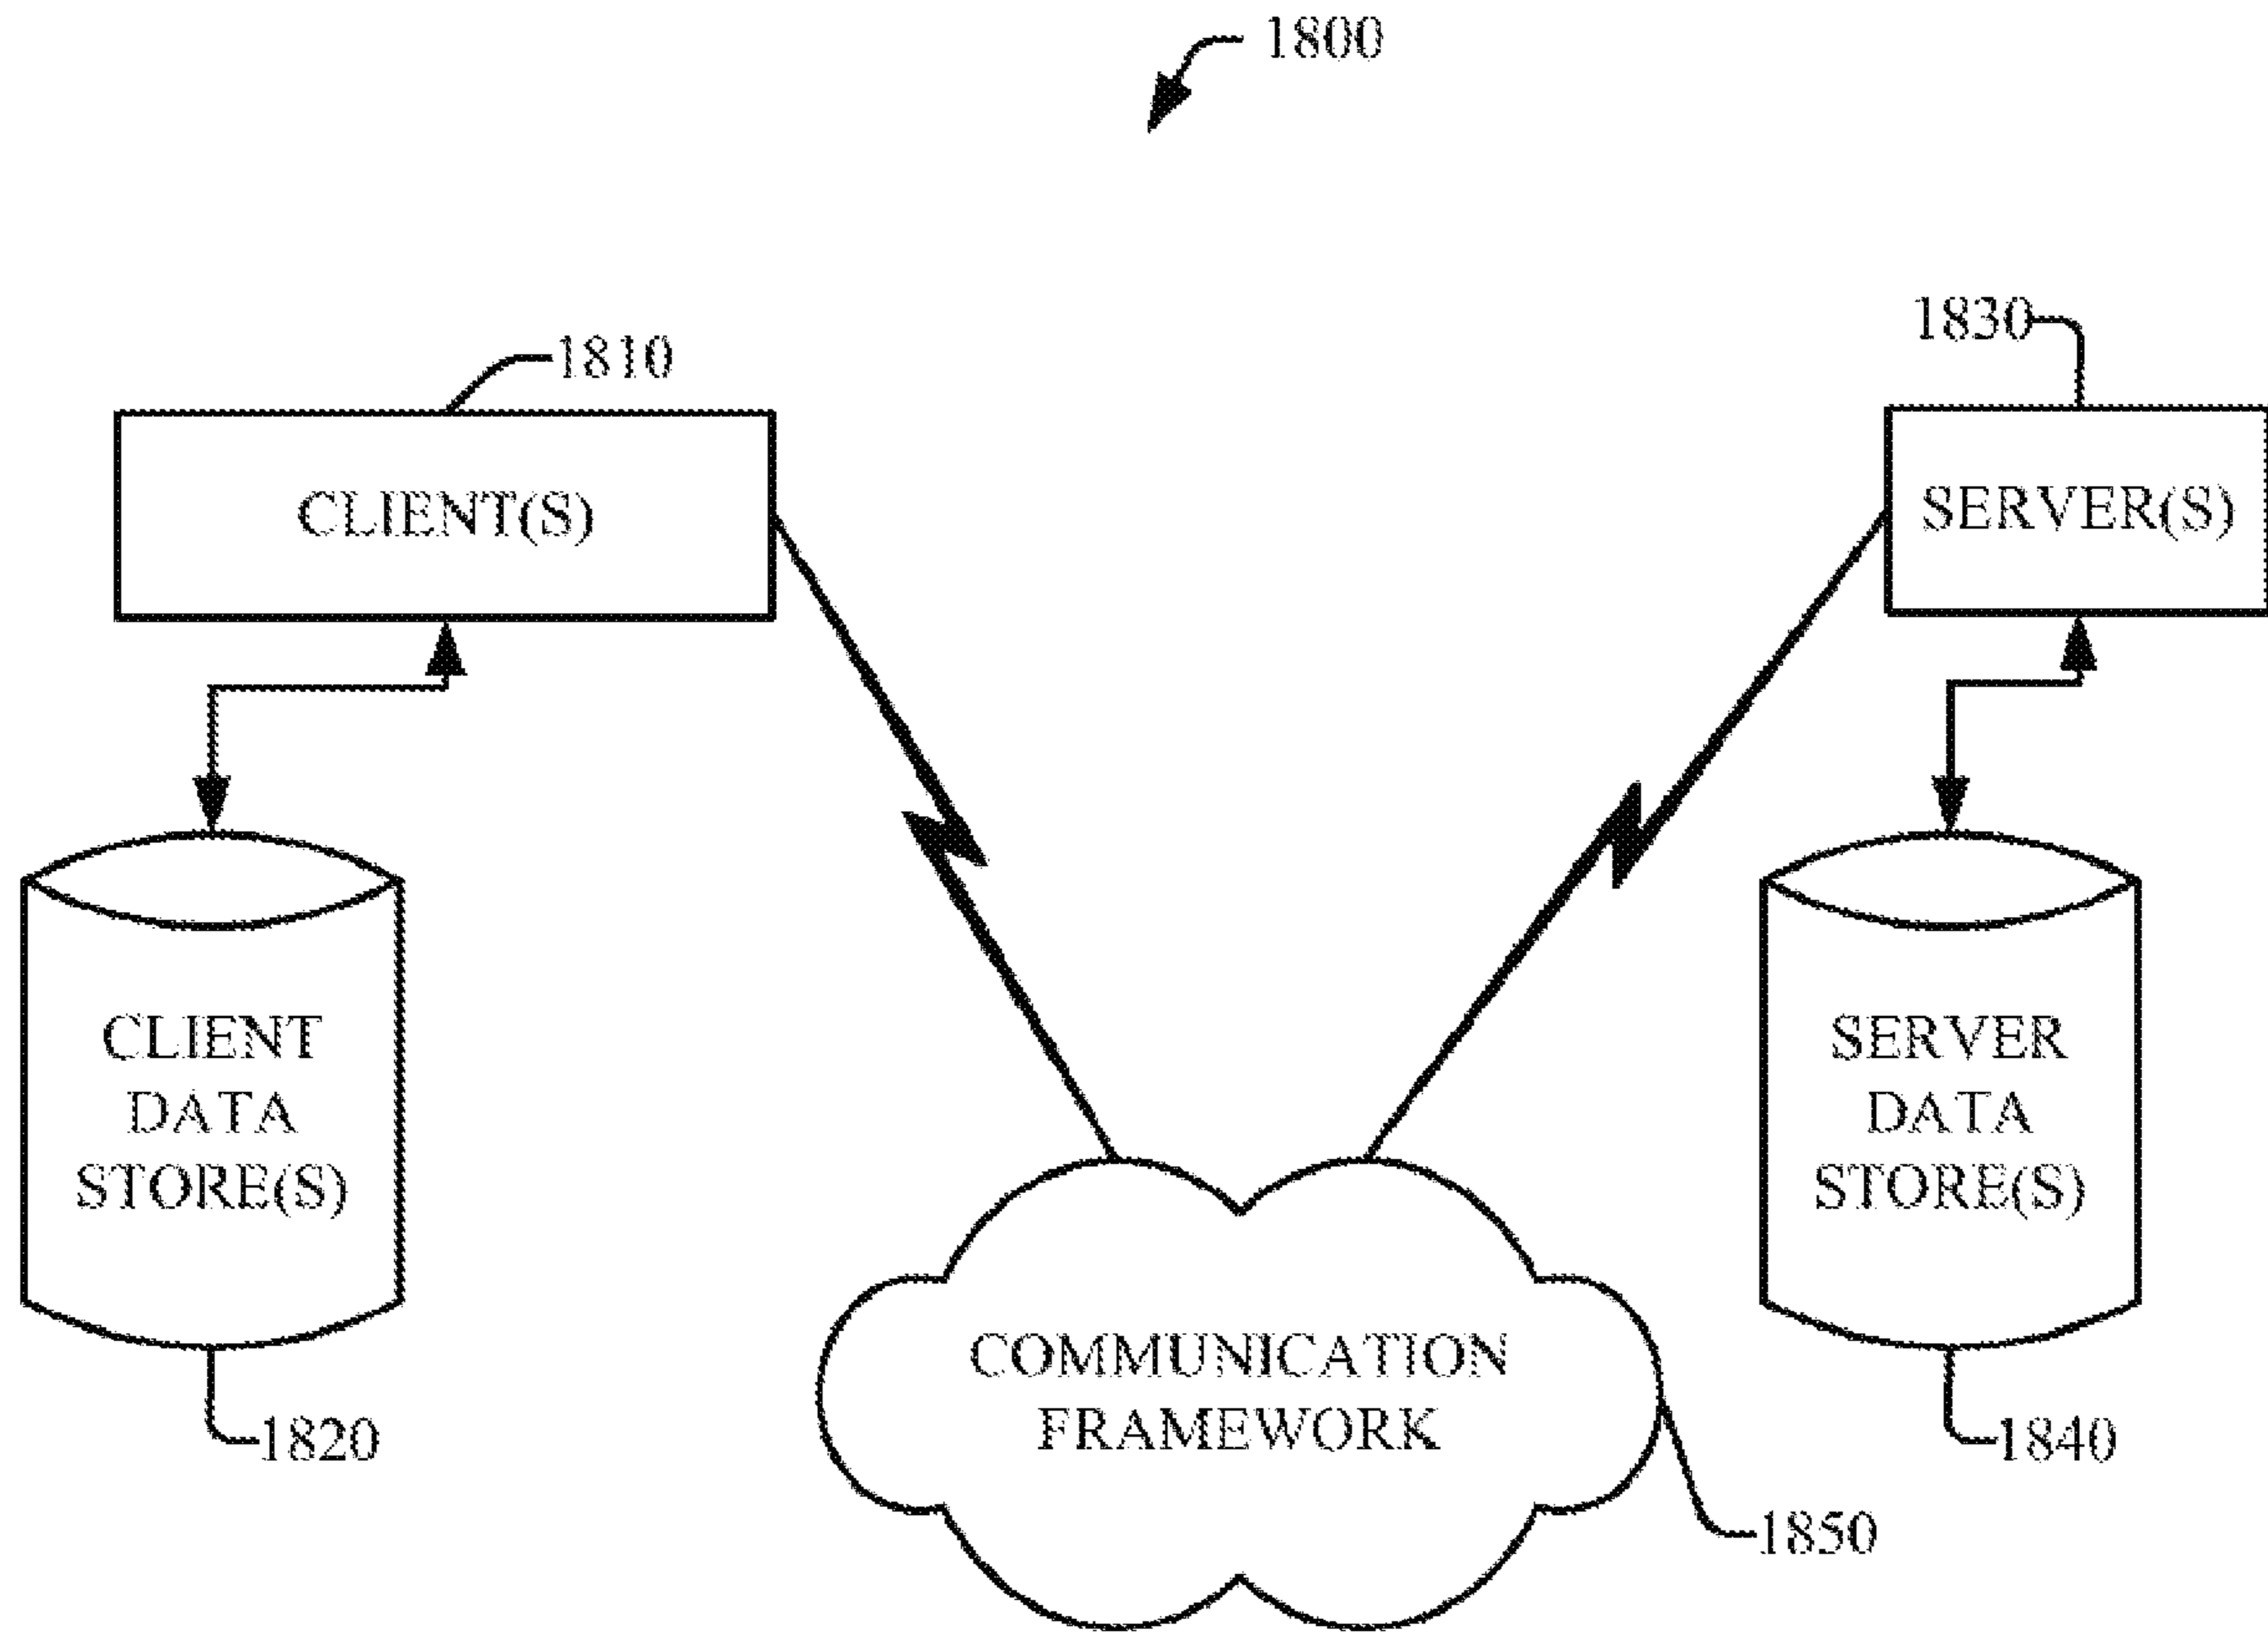 1800
1810
1830
CLIENT(S)
SERVER(S)
CLIENT
DATA
STORE(S)
SERVER
DATA
STORE(S)
COMMUNICATION
FRAMEWORK
1820
1840
1850